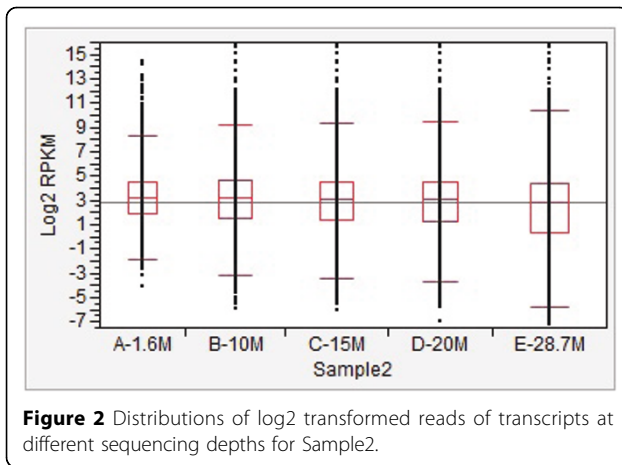 15
13
11
9
7
5
3
1
-1
-3
-5
-7
Log2 RPKM
A-1.6M B-10M C-15M D-20M E-28.7M
Sample2
Figure 2 Distributions of log2 transformed reads of transcripts at
different sequencing depths for Sample2.